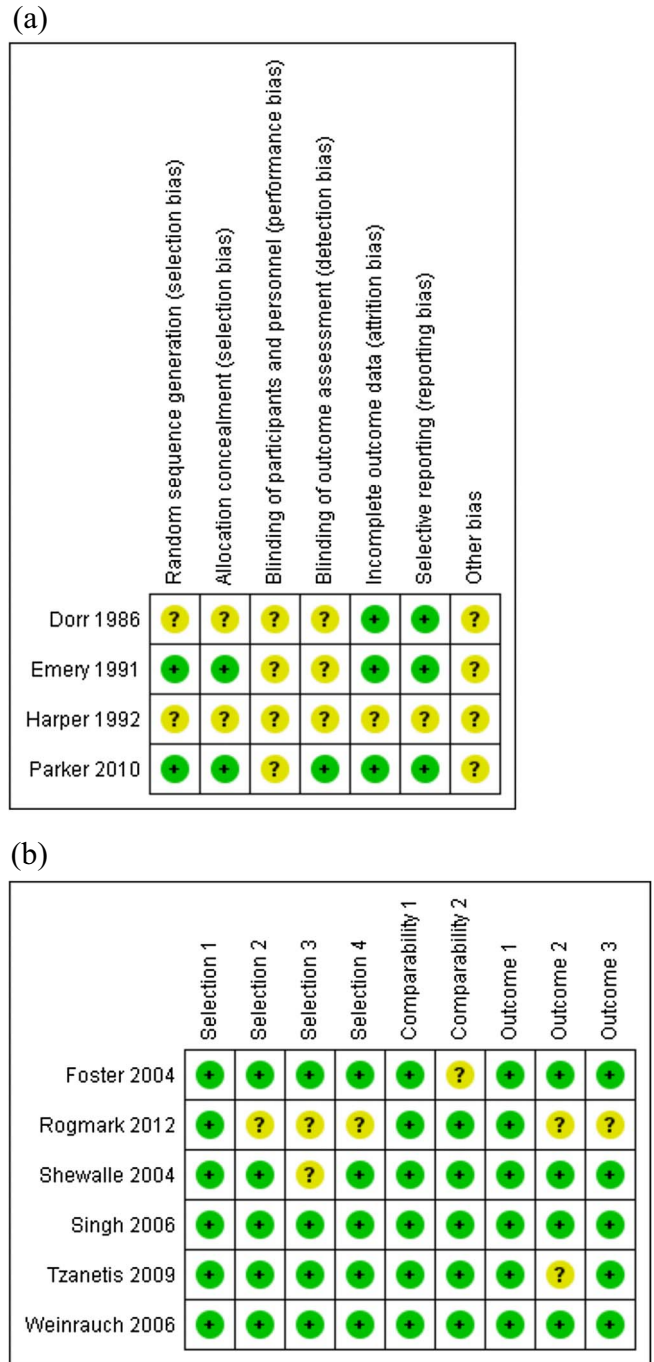 (a)
Random sequence generation (selection bias)
Allocation concealment (selection bias)
Blinding of participants and personnel (performance bias)
Blinding of outcome assessment (detection bias)
Incomplete outcome data (attrition bias)
Selective reporting (reporting bias)
Other bias
Dorr 1986 ? ? ? ? + + ?
Emery 1991 + + ? ? + + ?
Harper 1992 ? ? ? ? ? ? ?
Parker 2010 + + ? + + + ?
(b)
Selection 1
Selection 2
Selection 3
Selection 4
Comparability 1
Comparability 2
Outcome 1
Outcome 2
Outcome 3
Foster 2004 + + + + + ? + + +
Rogmark 2012 + ? ? ? + + + ? ?
Shewalle 2004 + + ? + + + + + +
Singh 2006 + + + + + + + + +
Tzanetis 2009 + + + + + + + ? +
Weinrauch 2006 + + + + + + + + +